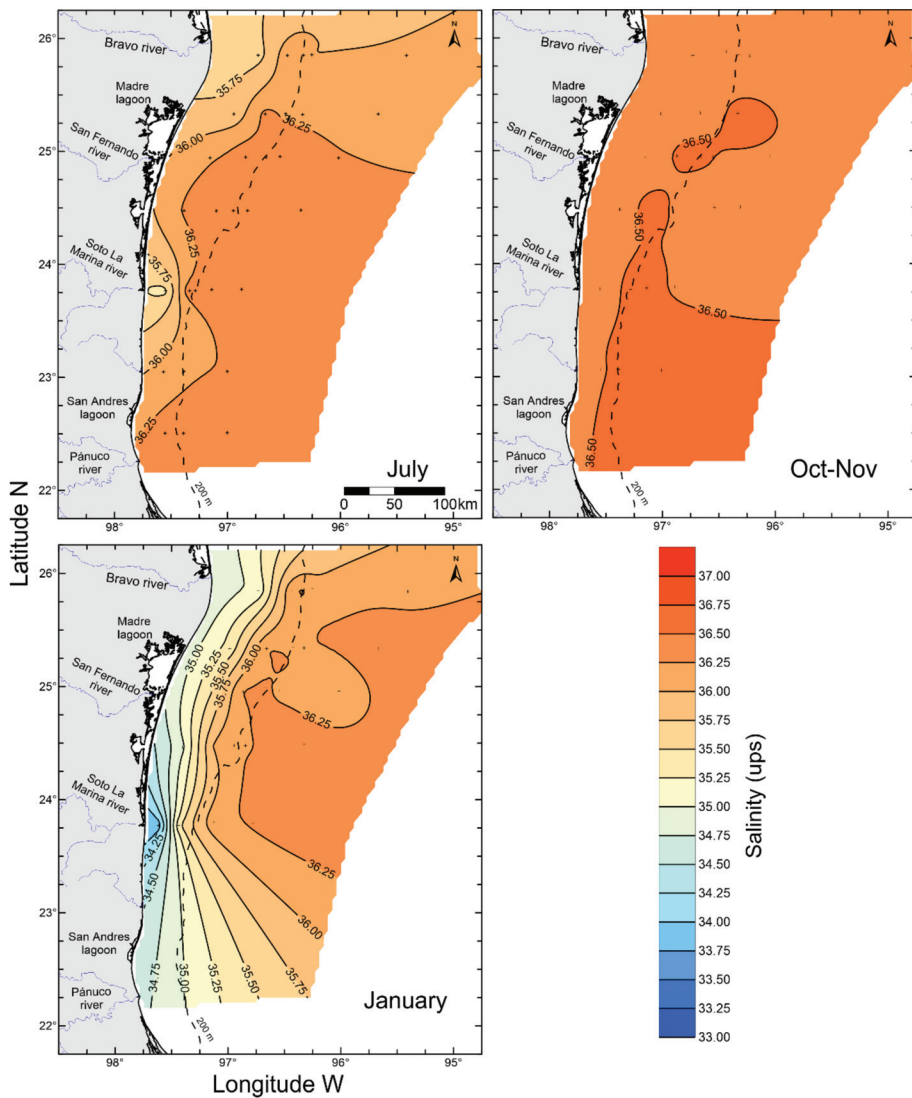 26°
25°
24°
23°
22°
98°
97°
96°
95°
N
Bravo river
Madre
lagoon
San Fernando
river
Soto La
Marina river
San Andres
lagoon
Pánuco
river
35.75
36.00
36.25
36.25
35.75
36.00
36.25
200 m
July
0 50 100km
26°
25°
24°
23°
22°
98°
97°
96°
95°
N
Bravo river
Madre
lagoon
San Fernando
river
Soto La
Marina river
San Andres
lagoon
Pánuco
river
36.50
36.50
36.50
36.50
200 m
Oct-Nov
Latitude N
26°
25°
24°
23°
22°
98°
97°
96°
95°
N
Bravo river
Madre
lagoon
San Fernando
river
Soto La
Marina river
San Andres
lagoon
Pánuco
river
35.00
35.25
35.50
35.75
36.00
36.25
34.25
34.50
36.25
36.00
34.75
35.00
35.25
35.50
35.75
200 m
January
Longitude W
37.00
36.75
36.50
36.25
36.00
35.75
35.50
35.25
35.00
34.75
34.50
34.25
34.00
33.75
33.50
33.25
33.00
Salinity (ups)